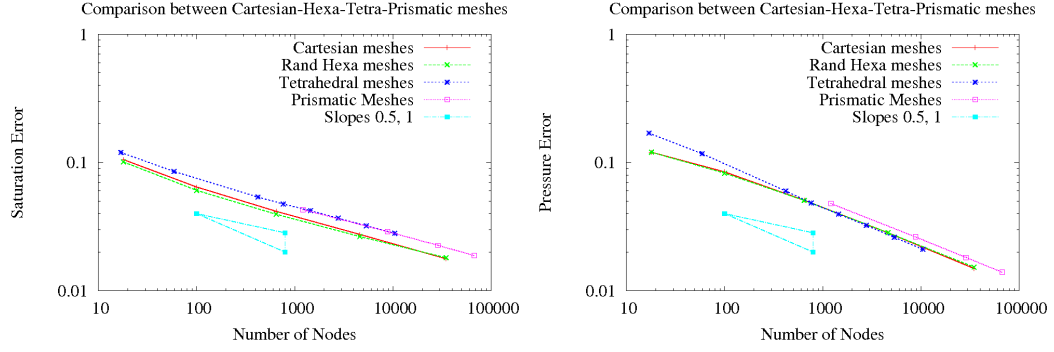 Comparison between Cartesian-Hexa-Tetra-Prismatic meshes
1
0.1
0.01
Saturation Error
Cartesian meshes
Rand Hexa meshes
Tetrahedral meshes
Prismatic Meshes
Slopes 0.5, 1
10
100
1000
10000
100000
Number of Nodes
Comparison between Cartesian-Hexa-Tetra-Prismatic meshes
1
0.1
0.01
Pressure Error
Cartesian meshes
Rand Hexa meshes
Tetrahedral meshes
Prismatic Meshes
Slopes 0.5, 1
10
100
1000
10000
100000
Number of Nodes